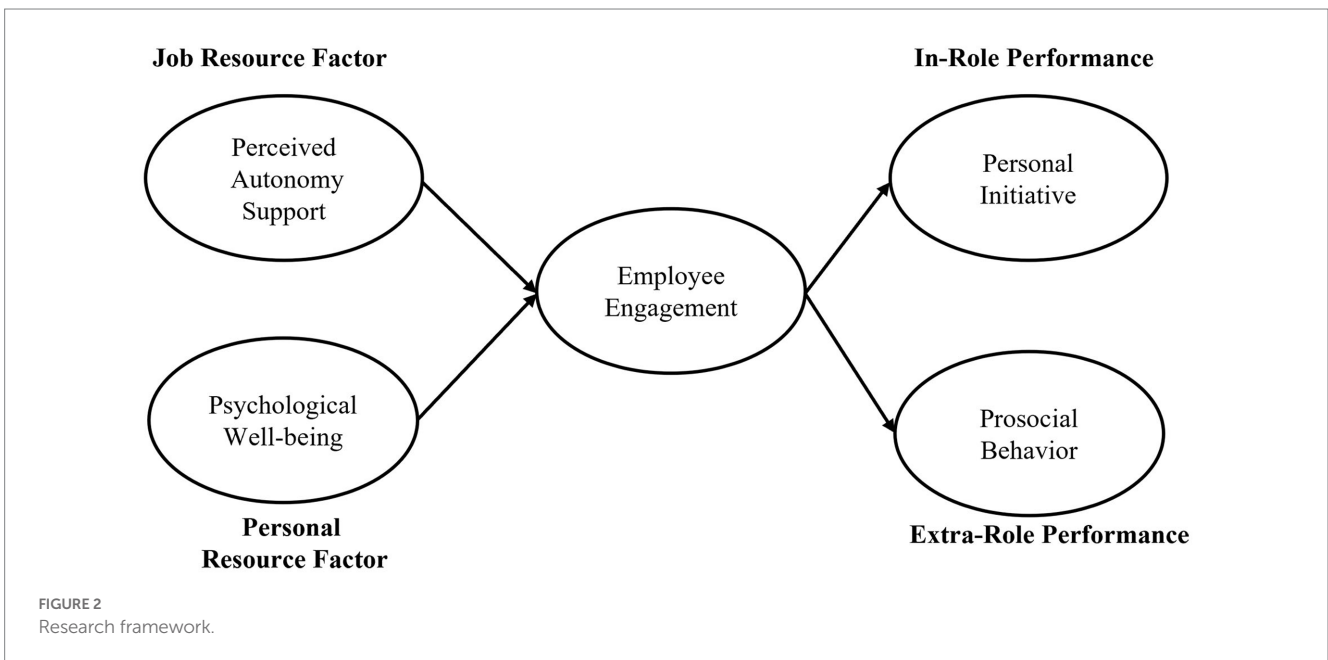 Job Resource Factor
Perceived
Autonomy
Support
Psychological
Well-being
Personal
Resource Factor
Employee
Engagement
In-Role Performance
Personal
Initiative
Prosocial
Behavior
Extra-Role Performance
FIGURE 2
Research framework.